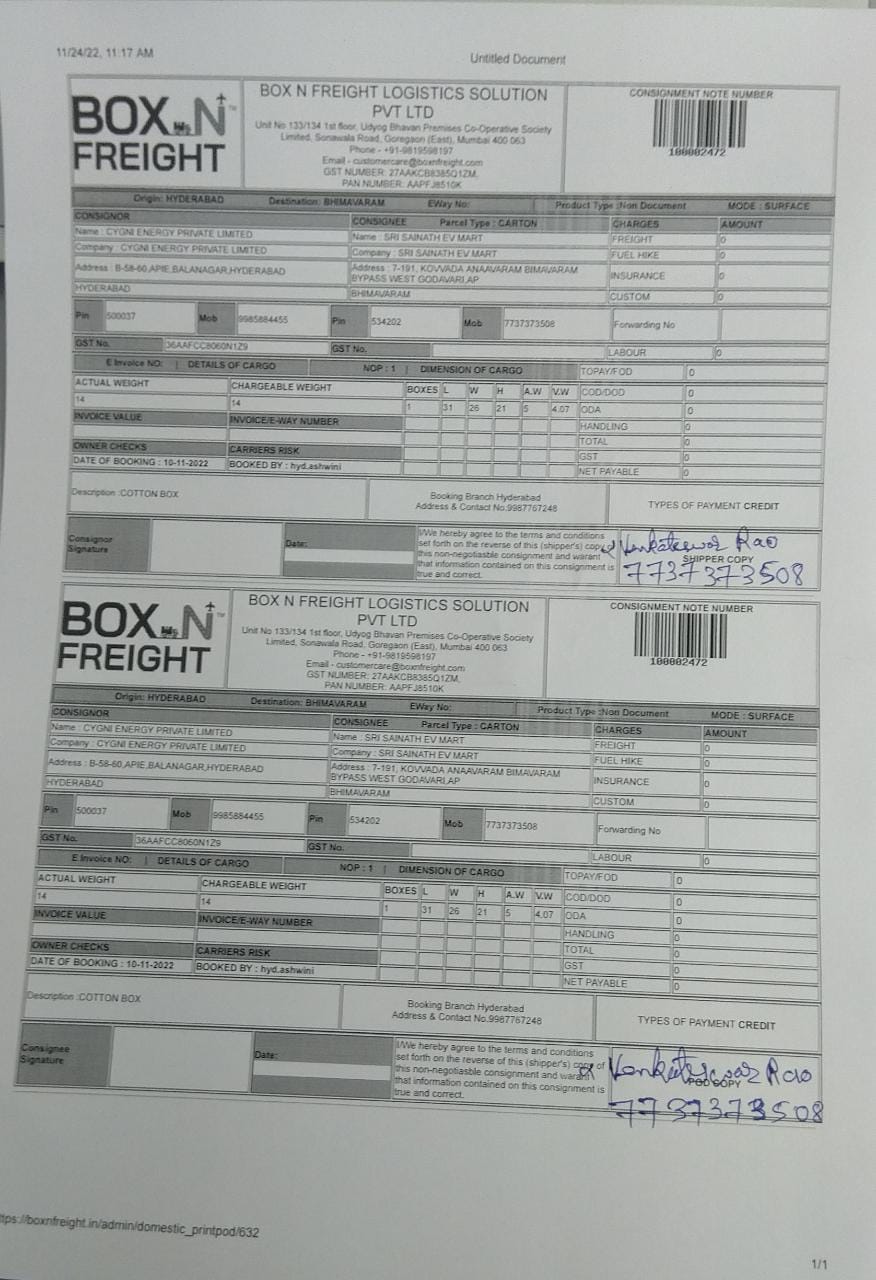 11/24/22, 11:17 AM
Untitled Document
BOX N FREIGHT
BOX N FREIGHT LOGISTICS SOLUTION
PVT LTD
Unit No 133/134 1st floor, Udyog Bhavan Premises Co-Operative Society
Limited, Sonawala Road, Goregaon (East), Mumbai 400 063
Phone - +91-9819598197
Email - customercare@boxnfreight.com
GST NUMBER: 27AAKCB8385Q1ZM,
PAN NUMBER: AAPFJ8510K
CONSIGNMENT NOTE NUMBER
100002472
Origin: HYDERABAD Destination: BHIMAVARAM EWay No: Product Type :Non Document MODE : SURFACE
CONSIGNOR CONSIGNEE Parcel Type : CARTON CHARGES AMOUNT
Name : CYGNI ENERGY PRIVATE LIMITED Name : SRI SAINATH EV MART FREIGHT 0
Company : CYGNI ENERGY PRIVATE LIMITED Company : SRI SAINATH EV MART FUEL HIKE 0
Address : B-58-60,APIE,BALANAGAR,HYDERABAD Address : 7-191, KOVVADA ANAAVARAM BIMAVARAM
BYPASS WEST GODAVARI,AP INSURANCE 0
HYDERABAD BHIMAVARAM CUSTOM 0
Pin 500037 Mob 9985884455 Pin 534202 Mob 7737373508 Forwarding No
GST No. 36AAFCC8060N1Z9 GST No. LABOUR 0
E Invoice NO: | DETAILS OF CARGO NOP : 1 | DIMENSION OF CARGO TOPAY/FOD 0
ACTUAL WEIGHT CHARGEABLE WEIGHT BOXES L W H A.W V.W COD/DOD 0
14 14 1 31 26 21 5 4.07 ODA 0
INVOICE VALUE INVOICE/E-WAY NUMBER HANDLING 0
TOTAL 0
OWNER CHECKS CARRIERS RISK GST 0
DATE OF BOOKING : 10-11-2022 BOOKED BY : hyd.ashwini NET PAYABLE 0
Description :COTTON BOX
Booking Branch Hyderabad
Address & Contact No.9987767248
TYPES OF PAYMENT CREDIT
Consignor
Signature
Date:
I/We hereby agree to the terms and conditions
set forth on the reverse of this (shipper's) copy of
this non-negotiasble consignment and warant
that information contained on this consignment is
true and correct.
Venkateswar Rao
SHIPPER COPY
7737373508
BOX N FREIGHT
BOX N FREIGHT LOGISTICS SOLUTION
PVT LTD
Unit No 133/134 1st floor, Udyog Bhavan Premises Co-Operative Society
Limited, Sonawala Road, Goregaon (East), Mumbai 400 063
Phone - +91-9819598197
Email - customercare@boxnfreight.com
GST NUMBER: 27AAKCB8385Q1ZM,
PAN NUMBER: AAPFJ8510K
CONSIGNMENT NOTE NUMBER
100002472
Origin: HYDERABAD Destination: BHIMAVARAM EWay No: Product Type :Non Document MODE : SURFACE
CONSIGNOR CONSIGNEE Parcel Type : CARTON CHARGES AMOUNT
Name : CYGNI ENERGY PRIVATE LIMITED Name : SRI SAINATH EV MART FREIGHT 0
Company : CYGNI ENERGY PRIVATE LIMITED Company : SRI SAINATH EV MART FUEL HIKE 0
Address : B-58-60,APIE,BALANAGAR,HYDERABAD Address : 7-191, KOVVADA ANAAVARAM BIMAVARAM
BYPASS WEST GODAVARI,AP INSURANCE 0
HYDERABAD BHIMAVARAM CUSTOM 0
Pin 500037 Mob 9985884455 Pin 534202 Mob 7737373508 Forwarding No
GST No. 36AAFCC8060N1Z9 GST No. LABOUR 0
E Invoice NO: | DETAILS OF CARGO NOP : 1 | DIMENSION OF CARGO TOPAY/FOD 0
ACTUAL WEIGHT CHARGEABLE WEIGHT BOXES L W H A.W V.W COD/DOD 0
14 14 1 31 26 21 5 4.07 ODA 0
INVOICE VALUE INVOICE/E-WAY NUMBER HANDLING 0
TOTAL 0
OWNER CHECKS CARRIERS RISK GST 0
DATE OF BOOKING : 10-11-2022 BOOKED BY : hyd.ashwini NET PAYABLE 0
Description :COTTON BOX
Booking Branch Hyderabad
Address & Contact No.9987767248
TYPES OF PAYMENT CREDIT
Consignee
Signature
Date:
I/We hereby agree to the terms and conditions
set forth on the reverse of this (shipper's) copy of
this non-negotiasble consignment and warant
that information contained on this consignment is
true and correct.
Venkateswar Rao
POD COPY
7737373508
ttps://boxnfreight.in/admin/domestic_printpod/632
1/1